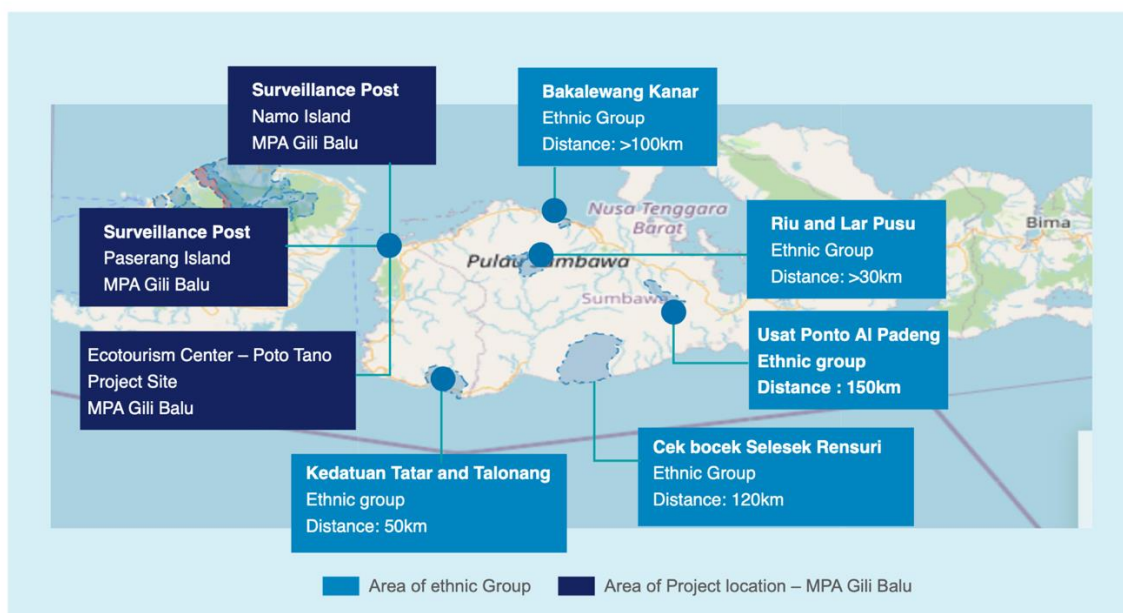 Surveillance Post
Namo Island
MPA Gili Balu
Bakalewang Kanar
Ethnic Group
Distance: >100km
Surveillance Post
Paserang Island
MPA Gili Balu
Nusa Tenggara
Barat
Riu and Lar Pusu
Ethnic Group
Distance: >30km
Bima
Pulau Sumbawa
Sumbawa
Ecotourism Center – Poto Tano
Project Site
MPA Gili Balu
Usat Ponto Al Padeng
Ethnic group
Distance : 150km
Kedatuan Tatar and Talonang
Ethnic group
Distance: 50km
Cek bocek Selesek Rensuri
Ethnic Group
Distance: 120km
Area of ethnic Group
Area of Project location – MPA Gili Balu